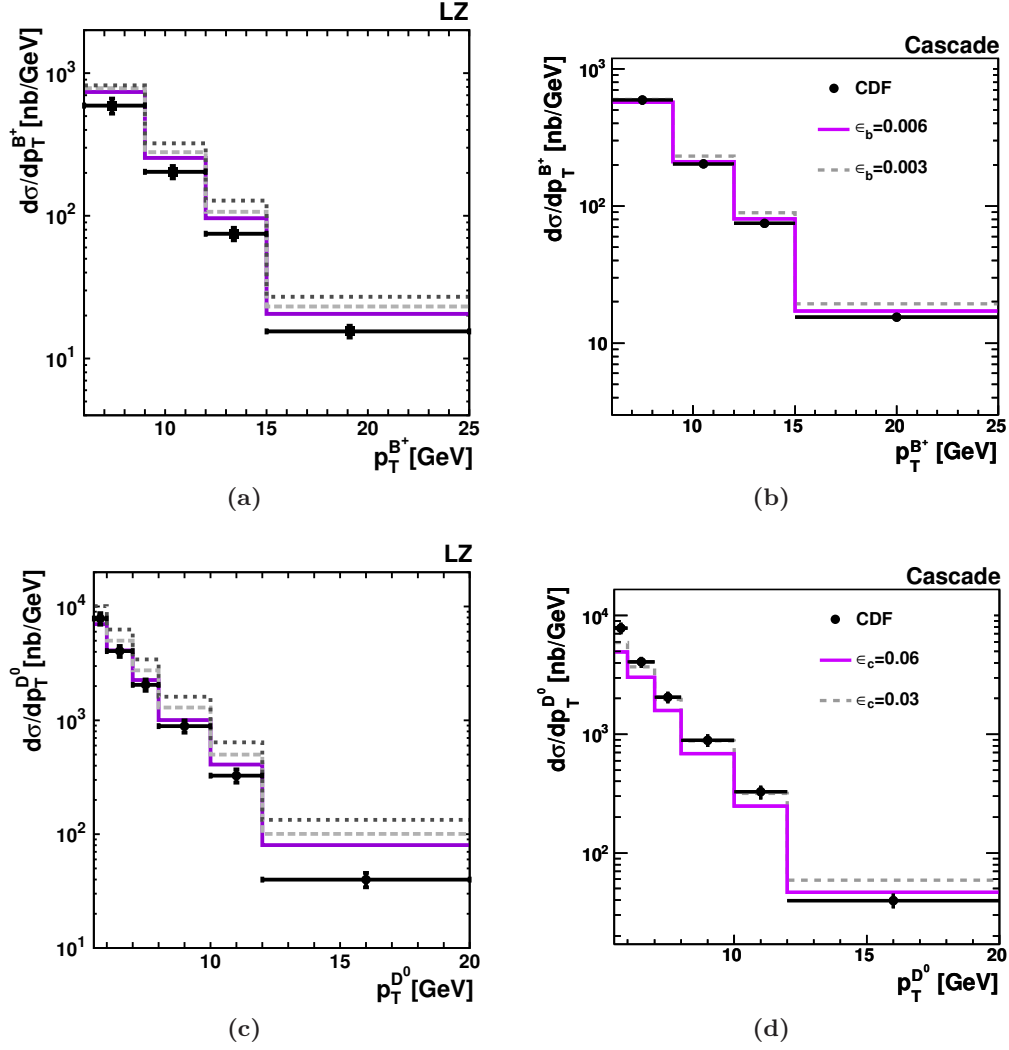 LZ
dσ/dp_T^{B^+} [nb/GeV]
10^3
10^2
10^1
10 15 20 25
p_T^{B^+} [GeV]
(a)
Cascade
dσ/dp_T^{B^+} [nb/GeV]
10^3
10^2
10
CDF
ϵ_b=0.006
ϵ_b=0.003
10 15 20 25
p_T^{B^+} [GeV]
(b)
LZ
dσ/dp_T^{D^0} [nb/GeV]
10^4
10^3
10^2
10^1
10 15 20
p_T^{D^0} [GeV]
(c)
Cascade
dσ/dp_T^{D^0} [nb/GeV]
10^4
10^3
10^2
CDF
ϵ_c=0.06
ϵ_c=0.03
10 15 20
p_T^{D^0} [GeV]
(d)